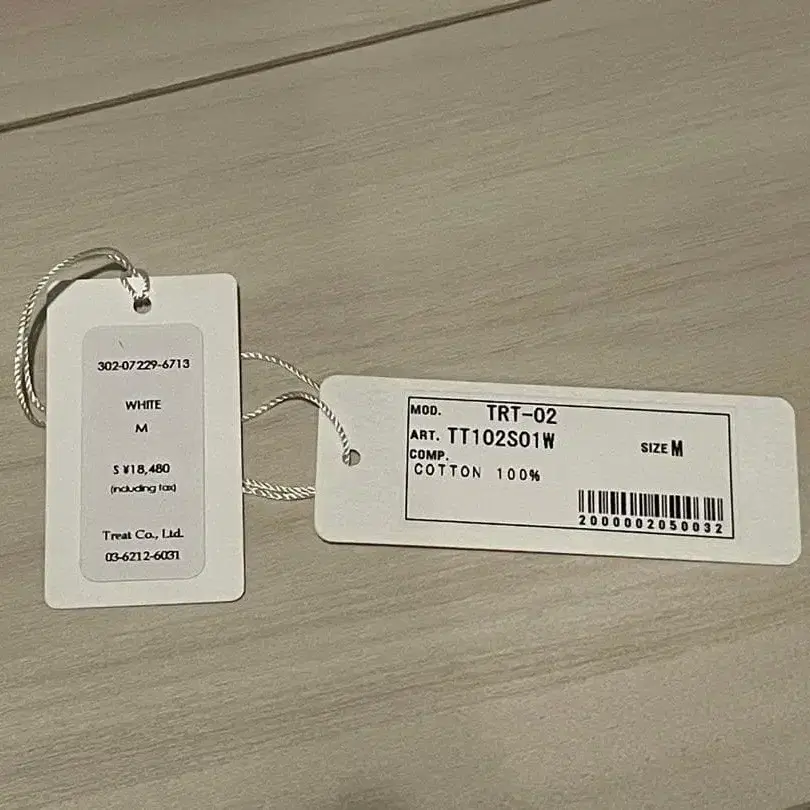 302-07229-6713
WHITE
M
S ¥18,480
(including tax)
Treat Co., Ltd.
03-6212-6031
MOD. TRT-02
ART. TT102S01W
SIZE M
COMP.
COTTON 100%
2000002050032